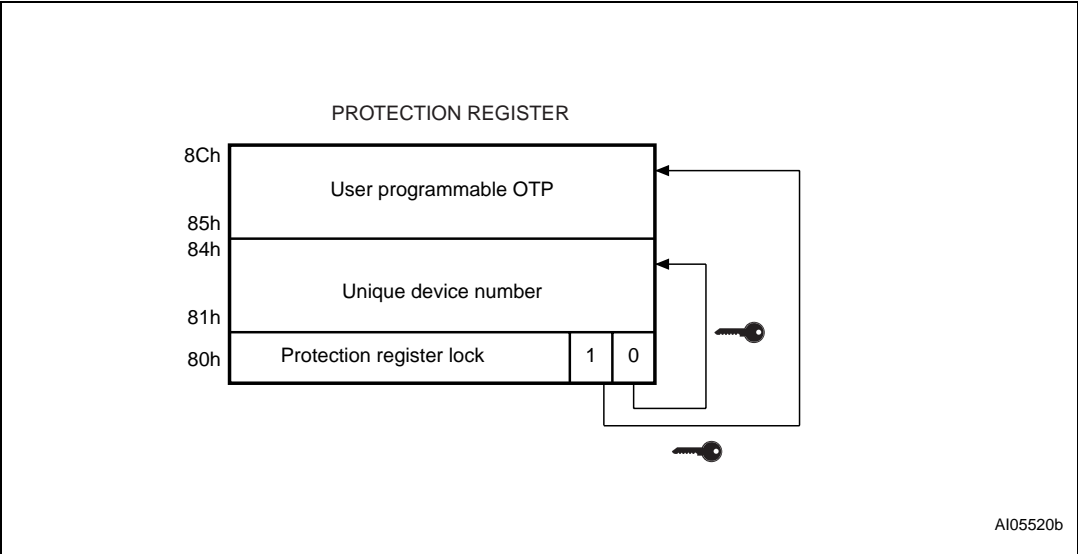 PROTECTION REGISTER
8Ch
User programmable OTP
85h
84h
Unique device number
81h
80h Protection register lock 1 0
AI05520b